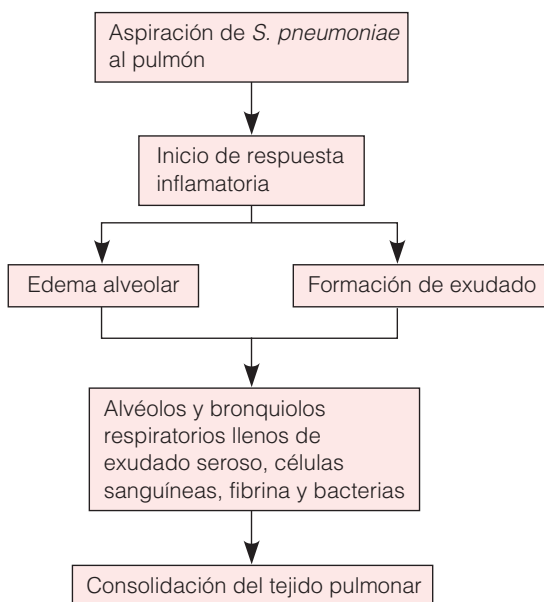 Aspiración de S. pneumoniae
al pulmón
Inicio de respuesta
inflamatoria
Edema alveolar
Formación de exudado
Alvéolos y bronquiolos
respiratorios llenos de
exudado seroso, células
sanguíneas, fibrina y bacterias
Consolidación del tejido pulmonar